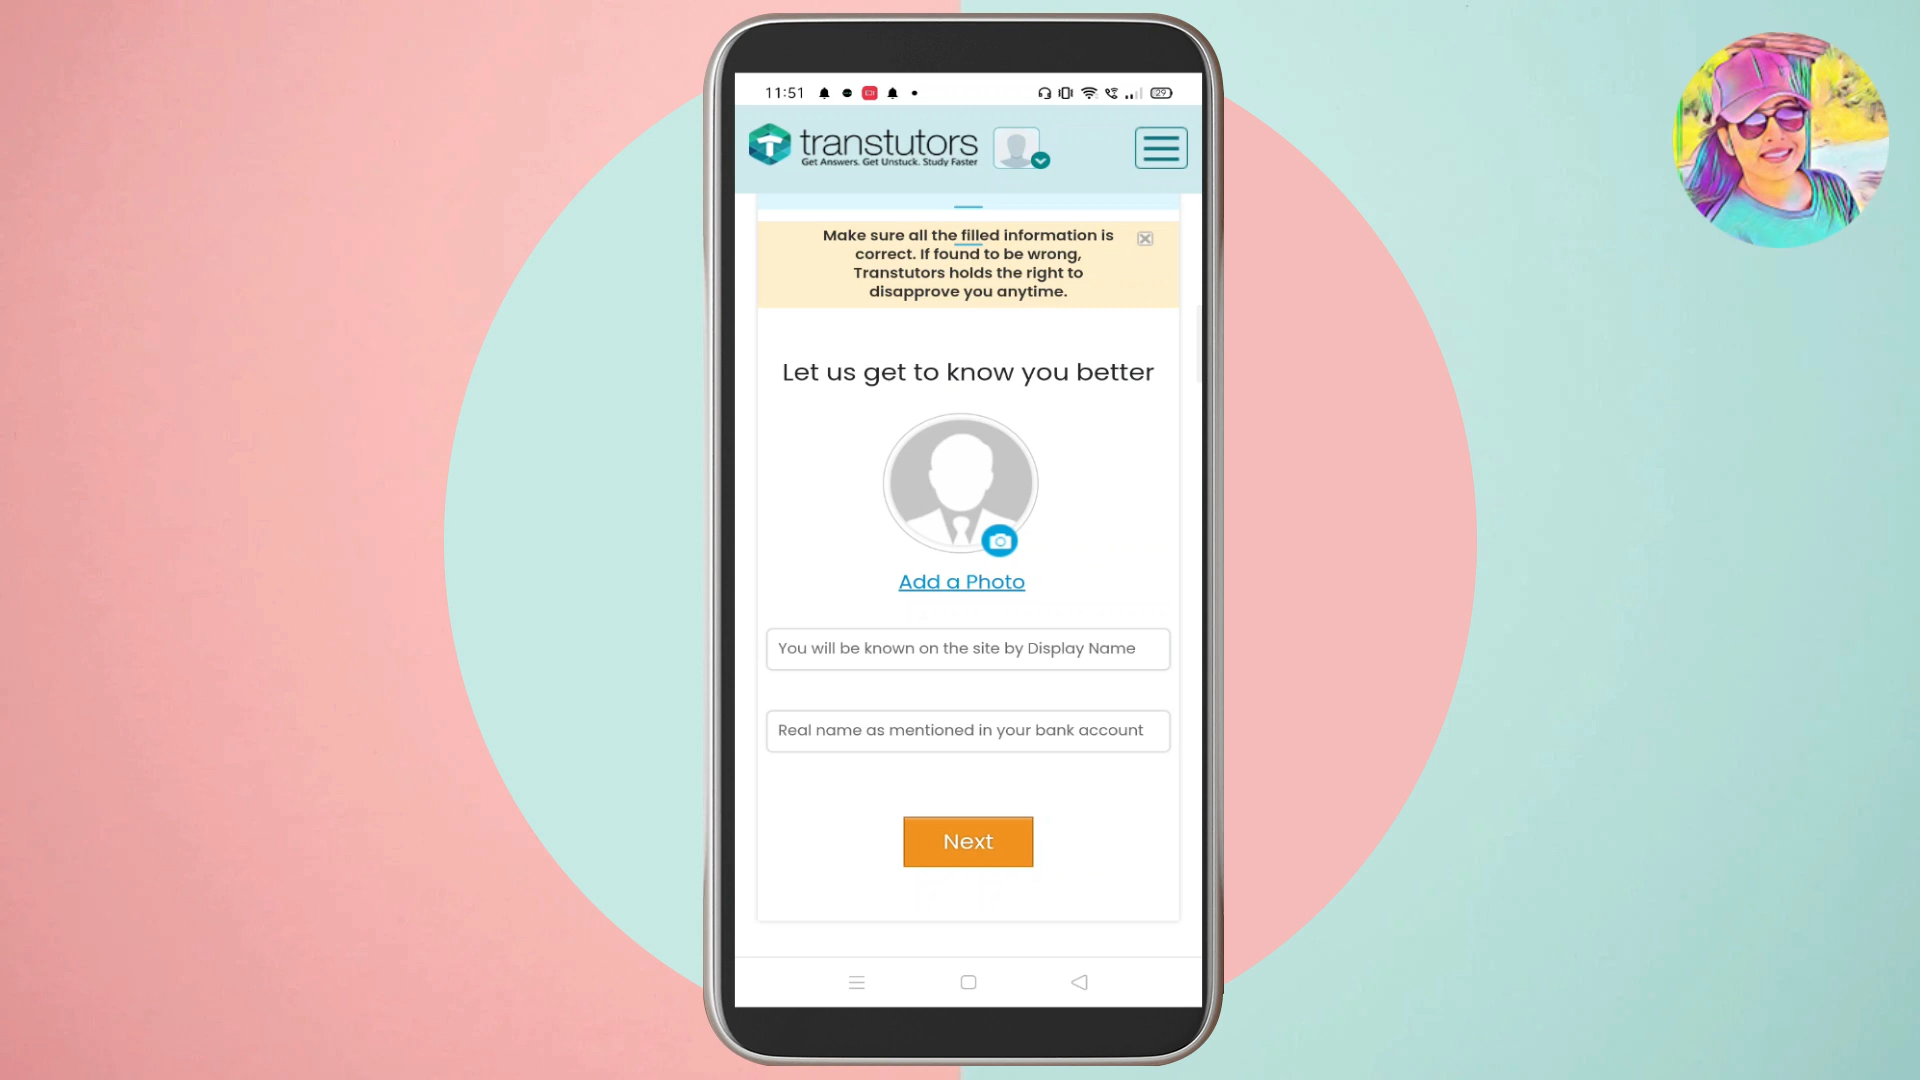 11:51
29
transtutors
Get Answers. Get Unstuck. Study Faster
Make sure all the filled information is
correct. If found to be wrong,
Transtutors holds the right to
disapprove you anytime.
Let us get to know you better
Add a Photo
You will be known on the site by Display Name
Real name as mentioned in your bank account
Next